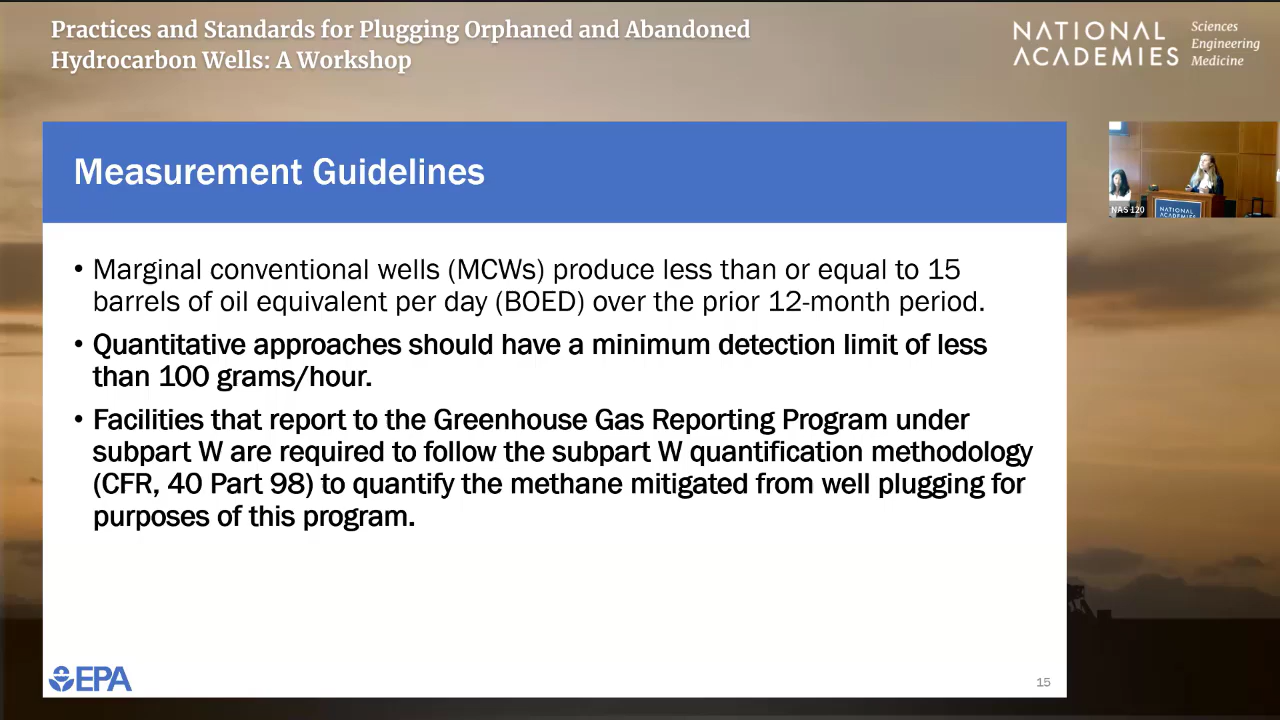 Practices and Standards for Plugging Orphaned and Abandoned
Hydrocarbon Wells: A Workshop
NATIONAL
ACADEMIES
Sciences
Engineering
Medicine
Measurement Guidelines
NAS 120
NATIONAL
ACADEMIES
• Marginal conventional wells (MCWs) produce less than or equal to 15
barrels of oil equivalent per day (BOED) over the prior 12-month period.
• Quantitative approaches should have a minimum detection limit of less
than 100 grams/hour.
• Facilities that report to the Greenhouse Gas Reporting Program under
subpart W are required to follow the subpart W quantification methodology
(CFR, 40 Part 98) to quantify the methane mitigated from well plugging for
purposes of this program.
EPA
15